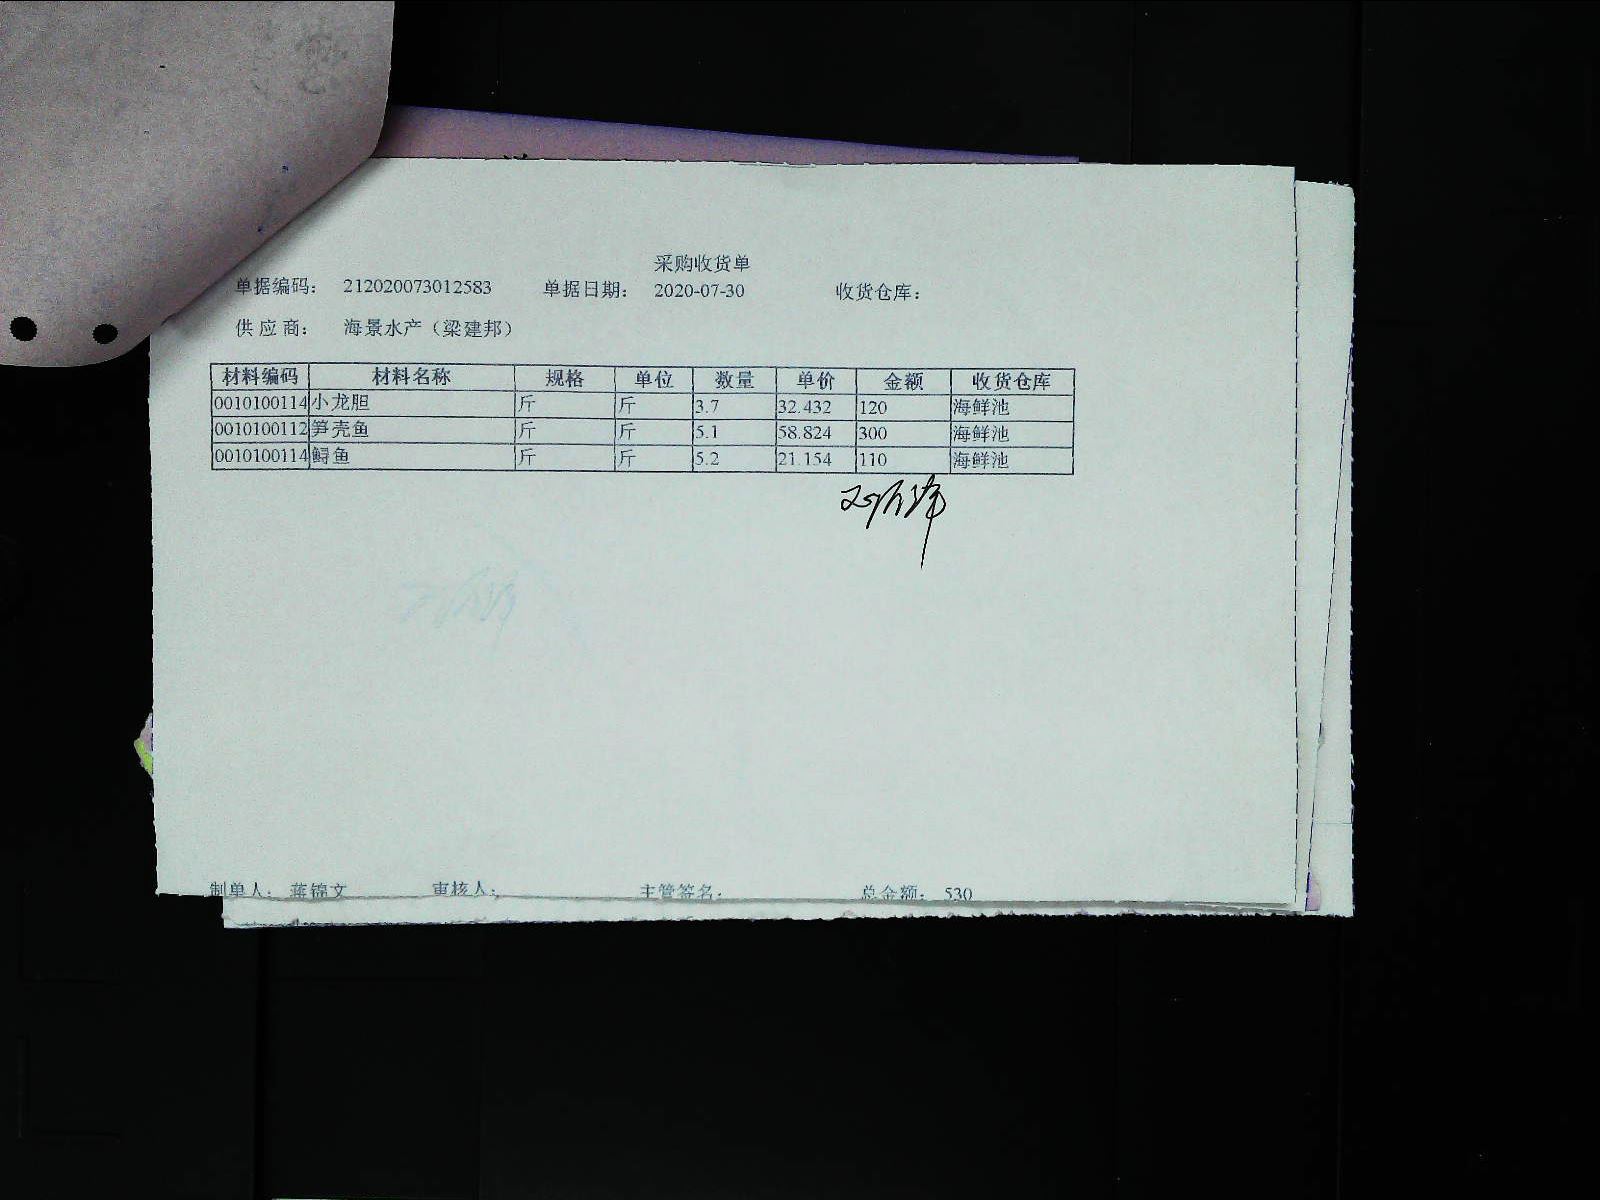 采购收货单
单据编码： 212020073012583 单据日期： 2020-07-30 收货仓库：
供应商： 海景水产（梁建邦）
材料编码 材料名称 规格 单位 数量 单价 金额 收货仓库
0010100114 小龙胆 斤 斤 3.7 32.432 120 海鲜池
0010100112 笋壳鱼 斤 斤 5.1 58.824 300 海鲜池
0010100114 鲟鱼 斤 斤 5.2 21.154 110 海鲜池
制单人： 蒋锦文 审核人： 主管签名： 总金额： 530